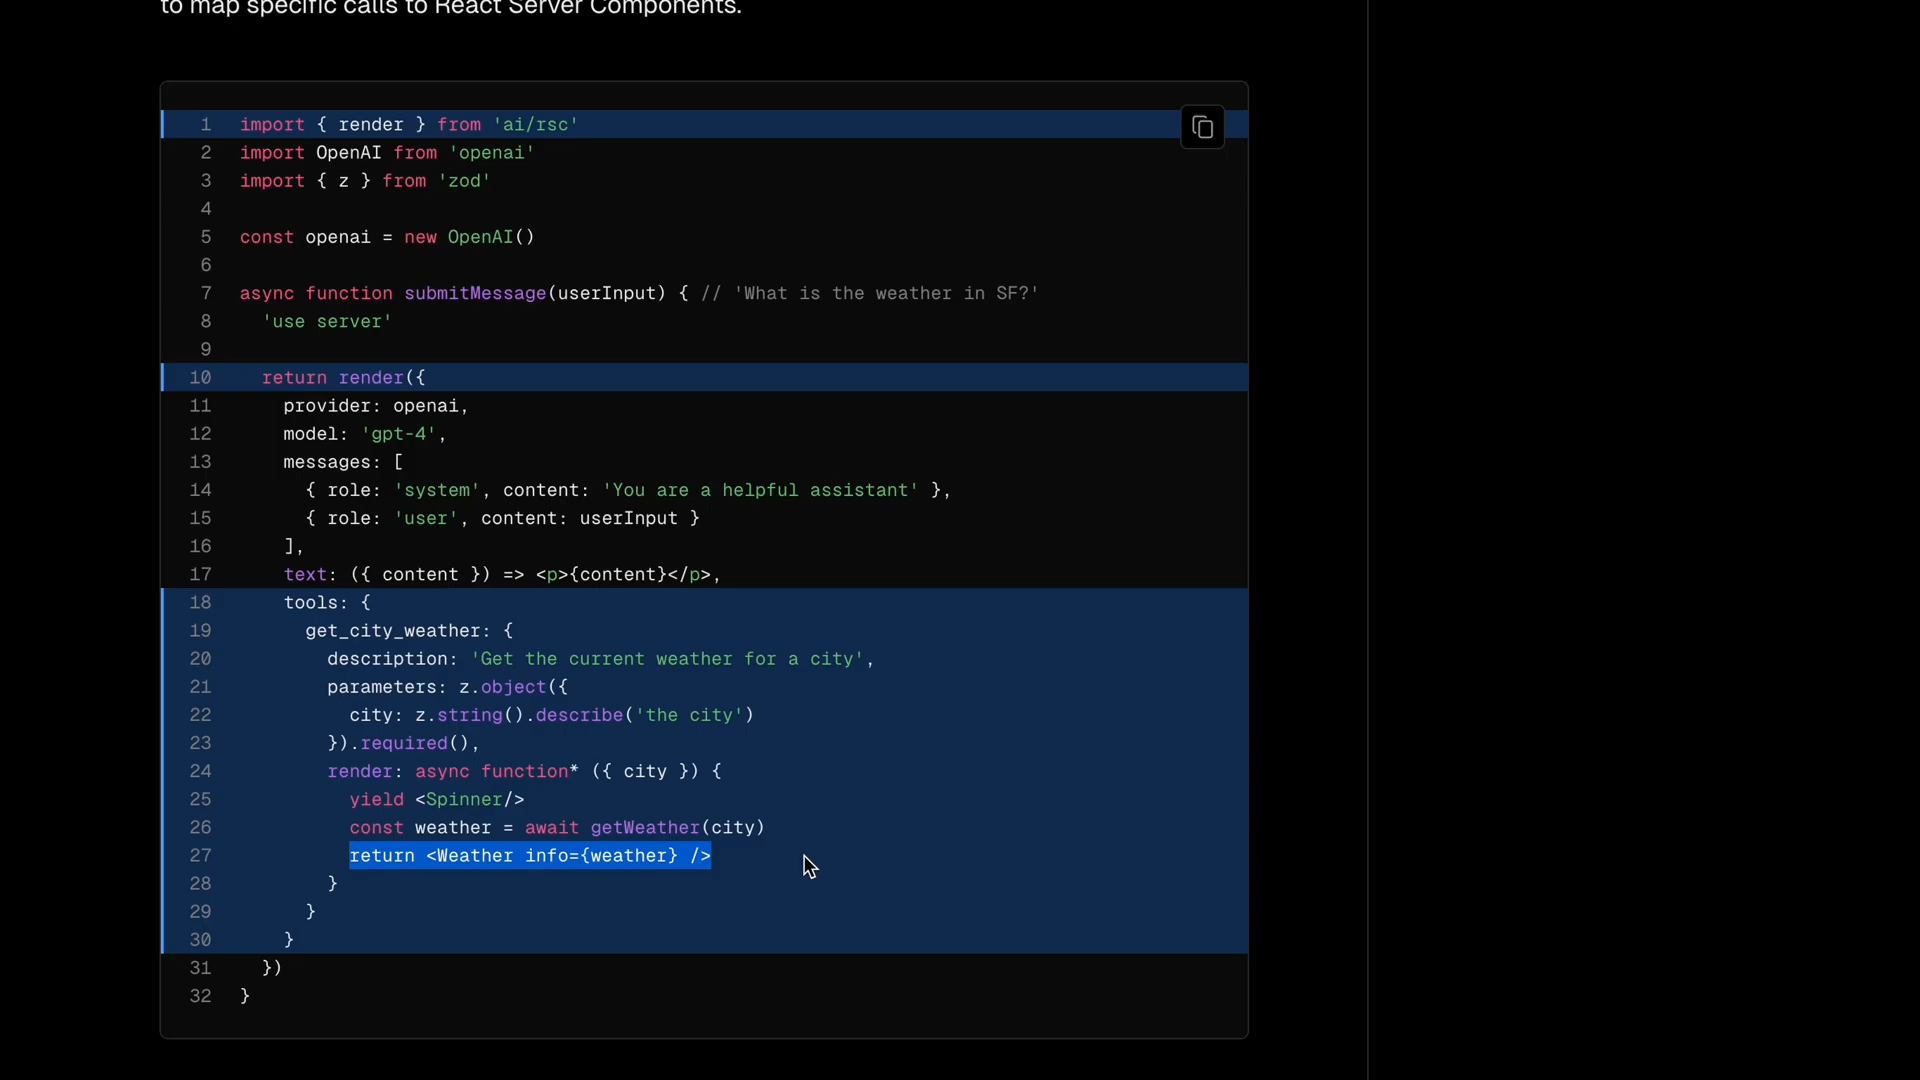 to map specific calls to React Server Components.
1 import { render } from 'ai/rsc'
2 import OpenAI from 'openai'
3 import { z } from 'zod'
4
5 const openai = new OpenAI()
6
7 async function submitMessage(userInput) { // 'What is the weather in SF?'
8   'use server'
9
10   return render({
11     provider: openai,
12     model: 'gpt-4',
13     messages: [
14       { role: 'system', content: 'You are a helpful assistant' },
15       { role: 'user', content: userInput }
16     ],
17     text: ({ content }) => <p>{content}</p>,
18     tools: {
19       get_city_weather: {
20         description: 'Get the current weather for a city',
21         parameters: z.object({
22           city: z.string().describe('the city')
23         }).required(),
24         render: async function* ({ city }) {
25           yield <Spinner/>
26           const weather = await getWeather(city)
27           return <Weather info={weather} />
28         }
29       }
30     }
31   })
32 }